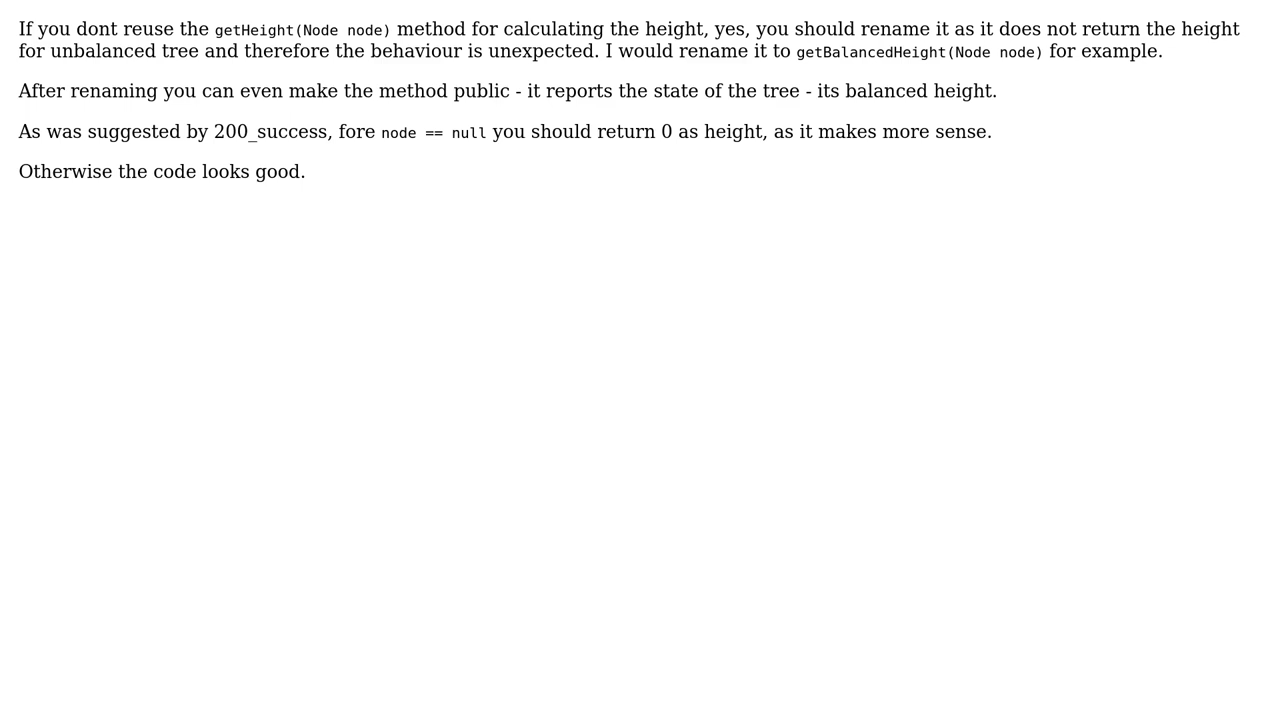 If you dont reuse the getHeight(Node node) method for calculating the height, yes, you should rename it as it does not return the height
for unbalanced tree and therefore the behaviour is unexpected. I would rename it to getBalancedHeight(Node node) for example.
After renaming you can even make the method public - it reports the state of the tree - its balanced height.
As was suggested by 200_success, fore node == null you should return 0 as height, as it makes more sense.
Otherwise the code looks good.